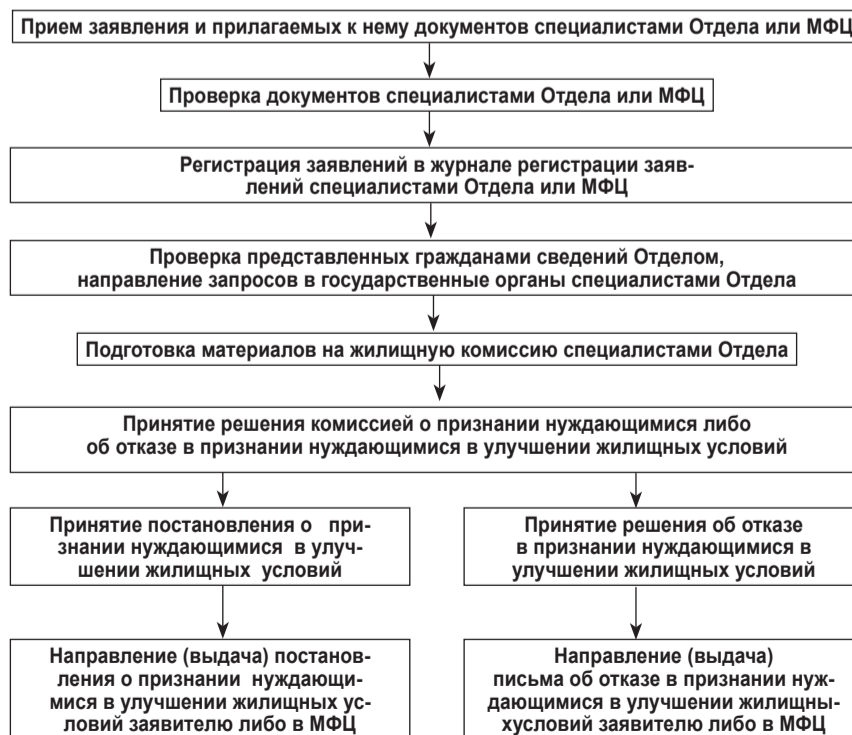 Прием заявления и прилагаемых к нему документов специалистами Отдела или МФЦ
Проверка документов специалистами Отдела или МФЦ
Регистрация заявлений в журнале регистрации заяв-
лений специалистами Отдела или МФЦ
Проверка представленных гражданами сведений Отделом,
направление запросов в государственные органы специалистами Отдела
Подготовка материалов на жилищную комиссию специалистами Отдела
Принятие решения комиссией о признании нуждающимися либо
об отказе в признании нуждающимися в улучшении жилищных условий
Принятие постановления о при-
знании нуждающимися в улуч-
шении жилищных условий
Принятие решения об отказе
в признании нуждающимися в
улучшении жилищных условий
Направление (выдача) постанов-
ления о признании нуждающи-
мися в улучшении жилищных ус-
ловий заявителю либо в МФЦ
Направление (выдача)
письма об отказе в признании нуж-
дающимися в улучшении жилищны-
хусловий заявителю либо в МФЦ